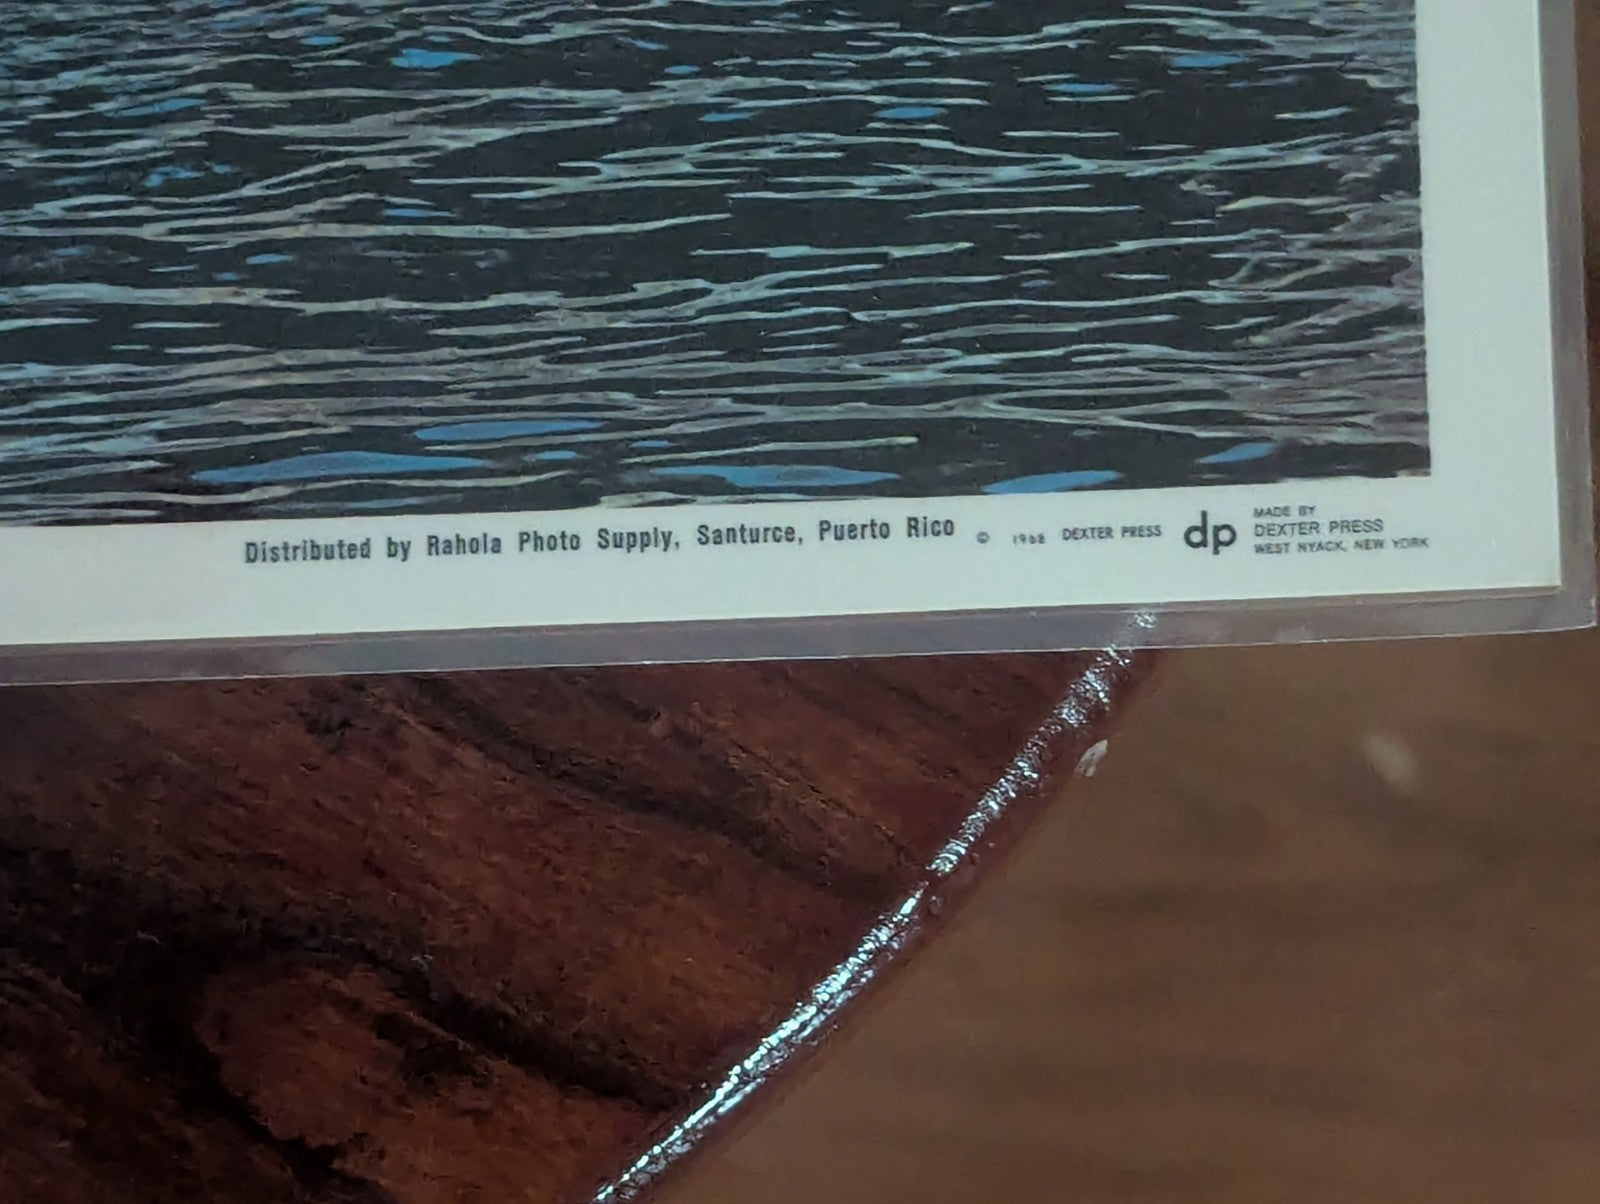 Distributed by Rahola Photo Supply, Santurce, Puerto Rico © 1968 DEXTER PRESS
dp
MADE BY
DEXTER PRESS
WEST NYACK, NEW YORK